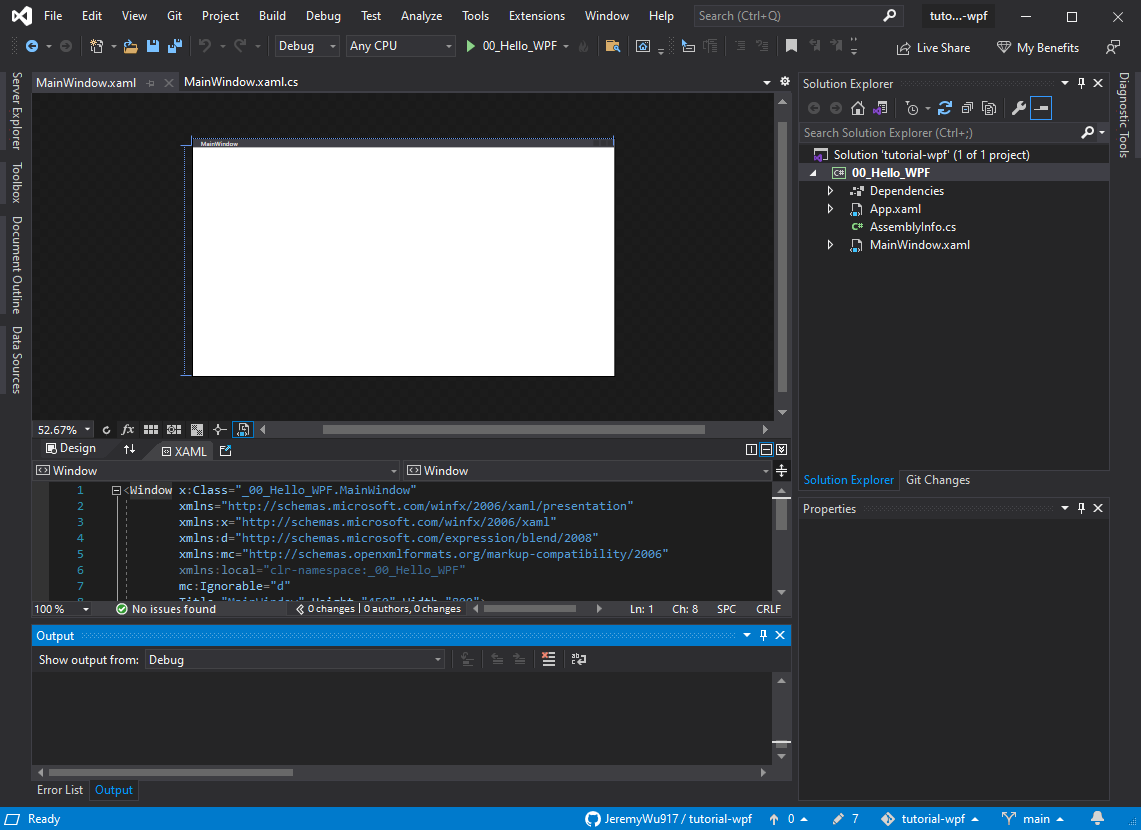 File Edit View Git Project Build Debug Test Analyze Tools Extensions Window Help Search (Ctrl+Q) tuto...-wpf
Debug Any CPU 00_Hello_WPF Live Share My Benefits
Server Explorer
Toolbox
Document Outline
Data Sources
MainWindow.xaml MainWindow.xaml.cs
MainWindow
52.67% fx
Design XAML
Window Window
1 <Window x:Class="_00_Hello_WPF.MainWindow"
2 xmlns="http://schemas.microsoft.com/winfx/2006/xaml/presentation"
3 xmlns:x="http://schemas.microsoft.com/winfx/2006/xaml"
4 xmlns:d="http://schemas.microsoft.com/expression/blend/2008"
5 xmlns:mc="http://schemas.openxmlformats.org/markup-compatibility/2006"
6 xmlns:local="clr-namespace:_00_Hello_WPF"
7 mc:Ignorable="d"
8 Title="MainWindow" Height="450" Width="800">
100 % No issues found 0 changes | 0 authors, 0 changes Ln: 1 Ch: 8 SPC CRLF
Output
Show output from: Debug
Error List Output
Solution Explorer
Search Solution Explorer (Ctrl+;)
Solution 'tutorial-wpf' (1 of 1 project)
C# 00_Hello_WPF
Dependencies
App.xaml
C# AssemblyInfo.cs
MainWindow.xaml
Solution Explorer Git Changes
Properties
Diagnostic Tools
Ready JeremyWu917 / tutorial-wpf 0 7 tutorial-wpf main